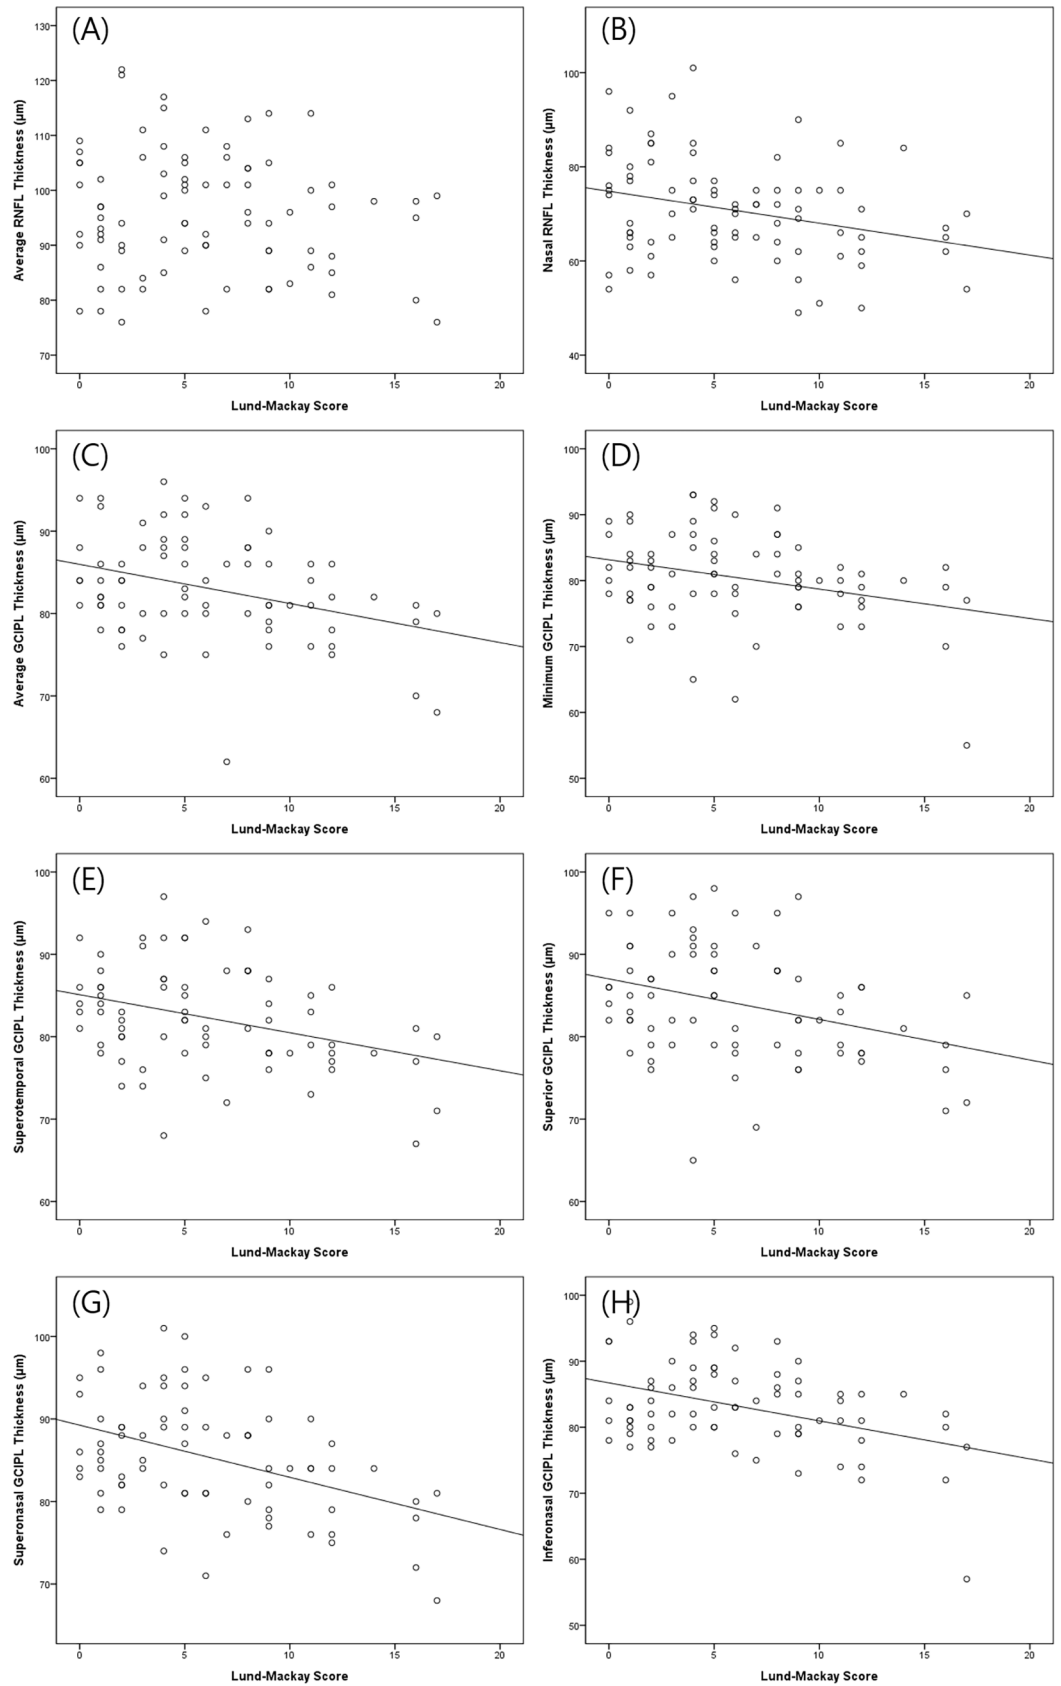 (A)
130
120
110
100
90
80
70
Average RNFL Thickness (µm)
0 5 10 15 20
Lund-Mackay Score
(B)
100
80
60
40
Nasal RNFL Thickness (µm)
0 5 10 15 20
Lund-Mackay Score
(C)
100
90
80
70
60
Average GCIPL Thickness (µm)
0 5 10 15 20
Lund-Mackay Score
(D)
100
90
80
70
60
50
Minimum GCIPL Thickness (µm)
0 5 10 15 20
Lund-Mackay Score
(E)
100
90
80
70
60
Superotemporal GCIPL Thickness (µm)
0 5 10 15 20
Lund-Mackay Score
(F)
100
90
80
70
60
Superior GCIPL Thickness (µm)
0 5 10 15 20
Lund-Mackay Score
(G)
100
90
80
70
Superonasal GCIPL Thickness (µm)
0 5 10 15 20
Lund-Mackay Score
(H)
100
90
80
70
60
50
Inferonasal GCIPL Thickness (µm)
0 5 10 15 20
Lund-Mackay Score